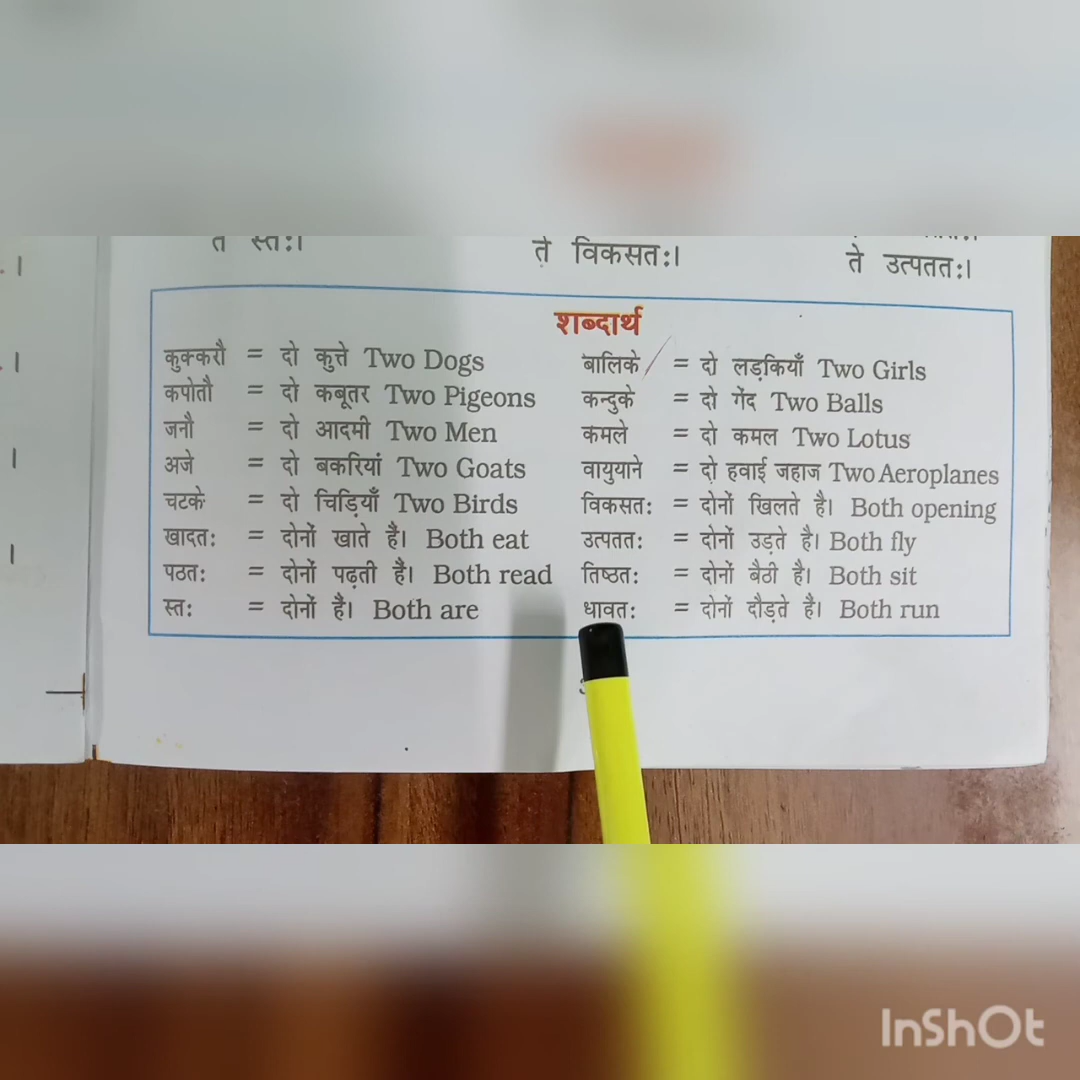 ते स्तः।
ते विकसतः।
ते उत्पततः।
शब्दार्थ
कुक्करौ = दो कुत्ते Two Dogs
कपोतौ = दो कबूतर Two Pigeons
जनौ = दो आदमी Two Men
अजे = दो बकरियां Two Goats
चटके = दो चिड़ियाँ Two Birds
खादतः = दोनों खाते हैं। Both eat
पठतः = दोनों पढ़ती हैं। Both read
स्तः = दोनों हैं। Both are
बालिके = दो लड़कियाँ Two Girls
कन्दुके = दो गेंद Two Balls
कमले = दो कमल Two Lotus
वायुयाने = दो हवाई जहाज Two Aeroplanes
विकसतः = दोनों खिलते है। Both opening
उत्पततः = दोनों उड़ते है। Both fly
तिष्ठतः = दोनों बैठी है। Both sit
धावतः = दोनों दौड़ते है। Both run
InShOt